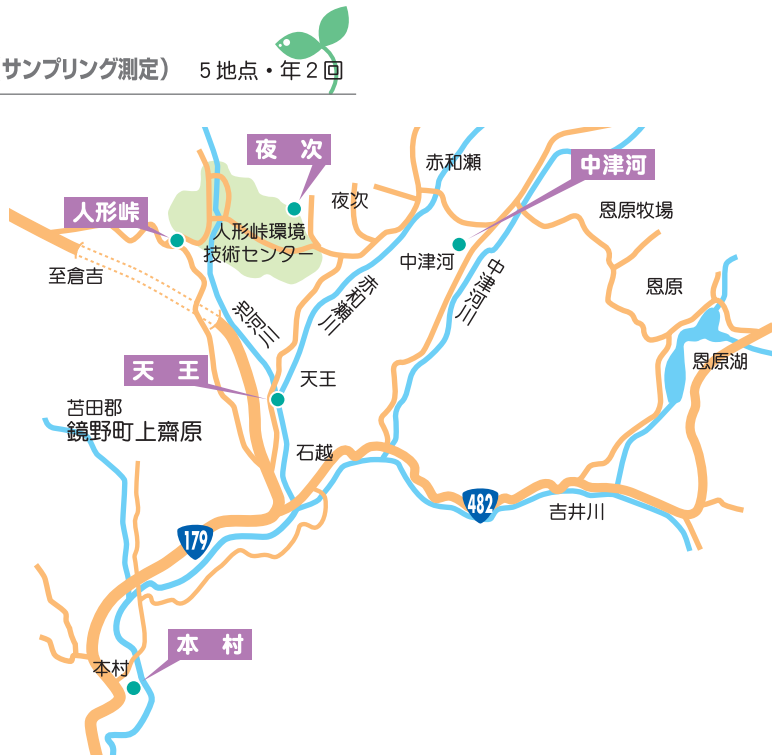 サンプリング測定） 5地点・年2回
夜 次
赤和瀬
中津河
人形峠
夜次
恩原牧場
人形峠環境
技術センター
中津河
至倉吉
恩原
池河川
赤和瀬川
中津河川
天 王
天王
恩原湖
苫田郡
鏡野町上齋原
石越
482
吉井川
179
本 村
本村